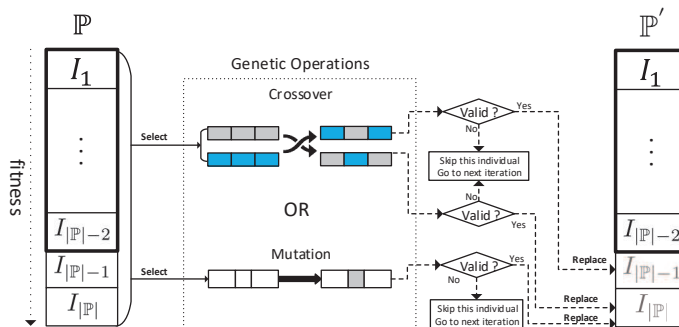 ℙ
ℙ′
Genetic Operations
Crossover
I₁
⋮
I|ℙ|−2
I|ℙ|−1
I|ℙ|
fitness
Select
Select
OR
Mutation
Valid ?
Yes
No
Skip this individual
Go to next iteration
No
Valid ?
Yes
Valid ?
Yes
No
Skip this individual
Go to next iteration
Replace
Replace
Replace
I₁
⋮
I|ℙ|−2
I|ℙ|−1
I|ℙ|